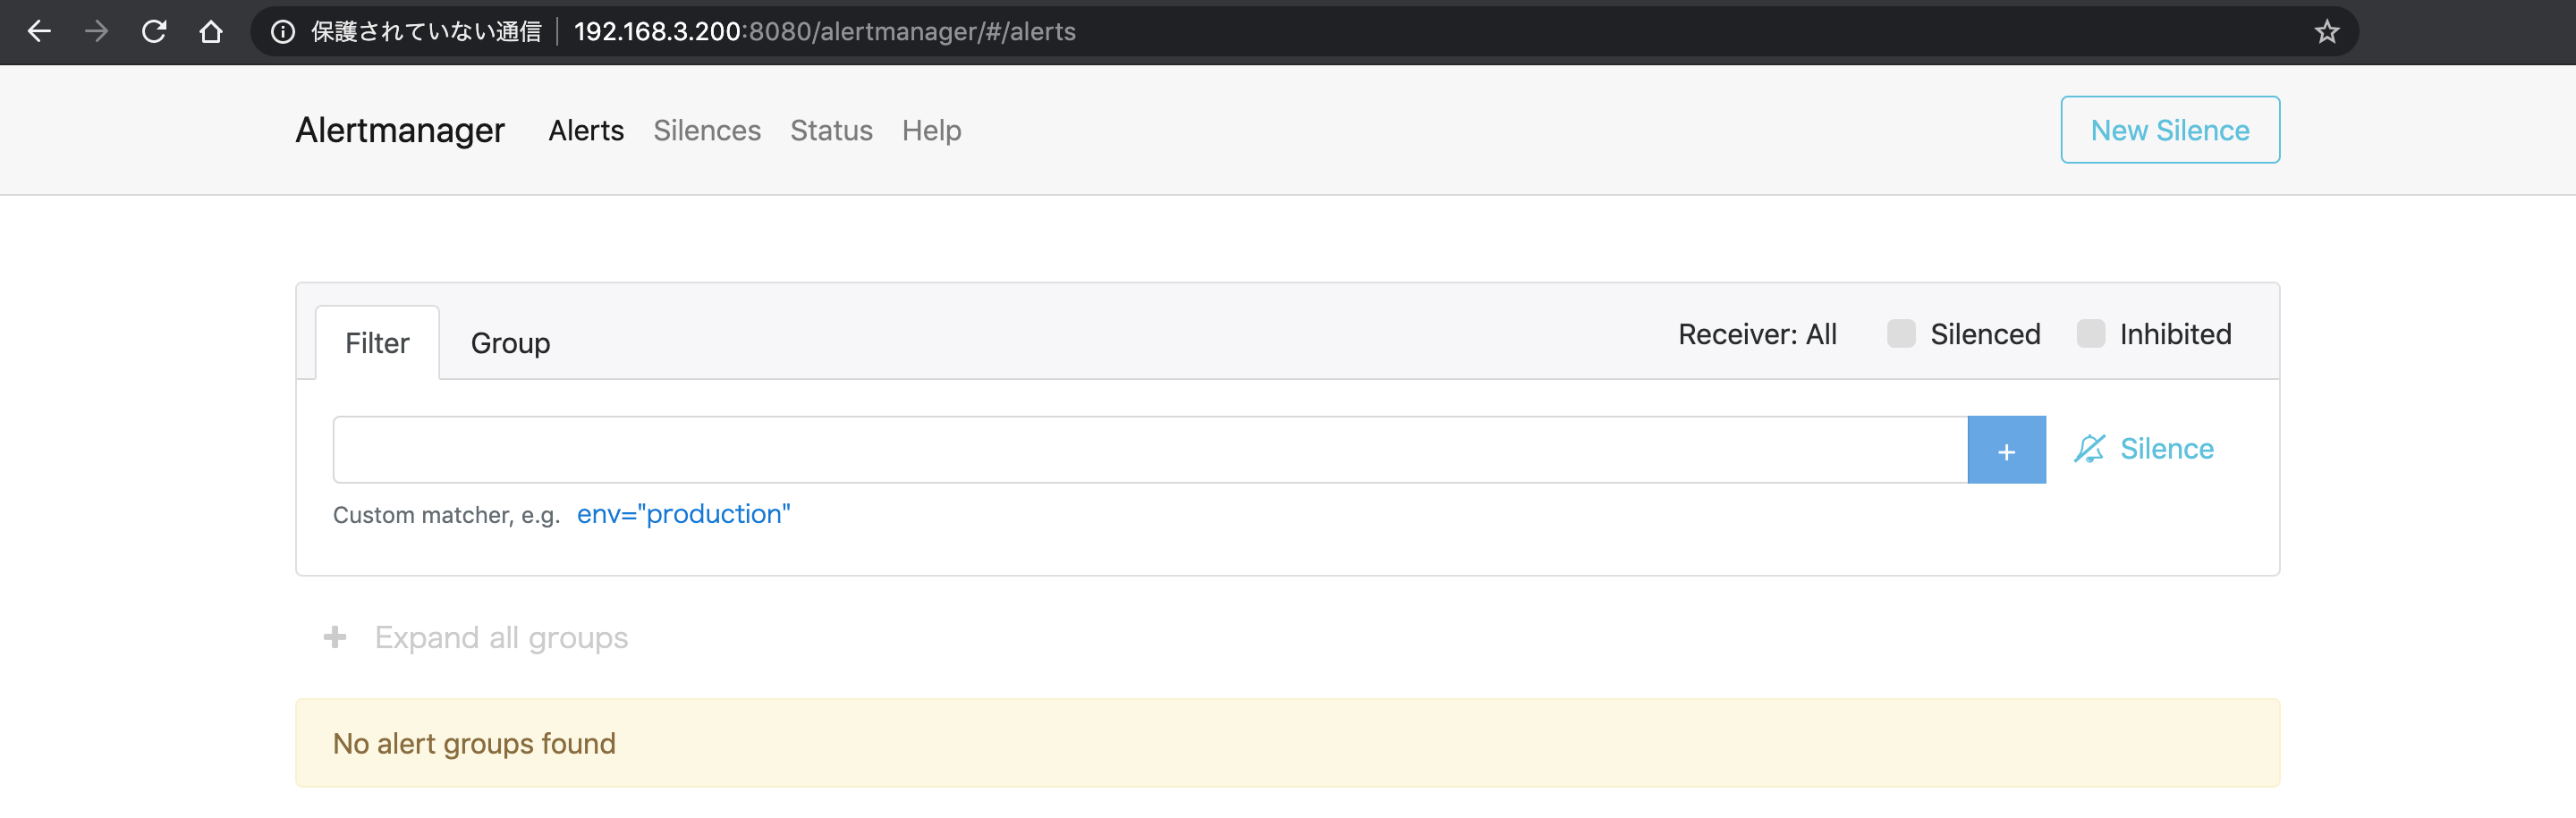 保護されていない通信 192.168.3.200:8080/alertmanager/#/alerts
Alertmanager Alerts Silences Status Help New Silence
Filter Group Receiver: All Silenced Inhibited
+ Silence
Custom matcher, e.g. env="production"
+ Expand all groups
No alert groups found